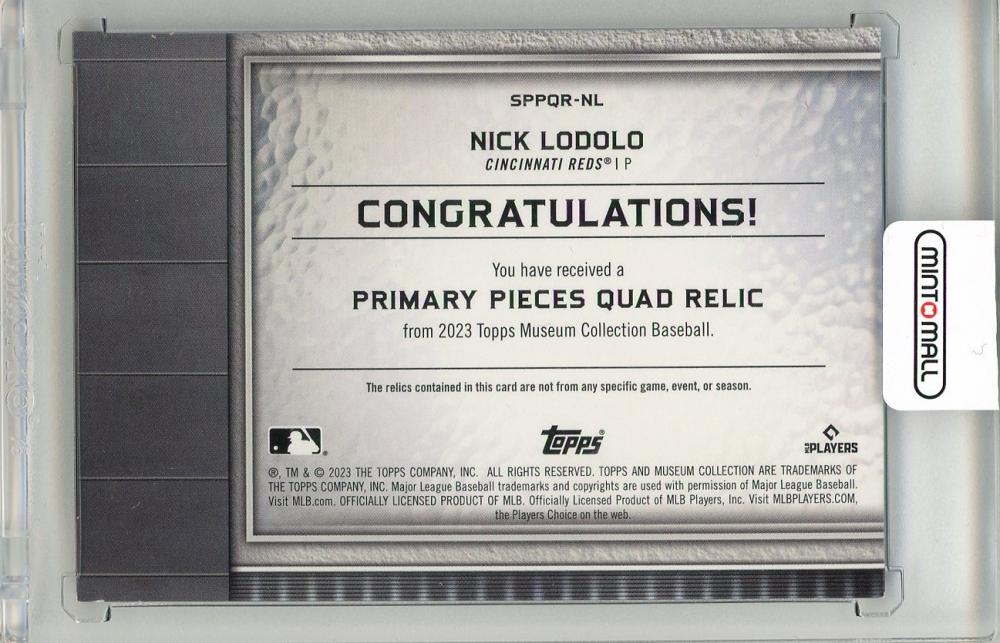 SPPQR-NL
NICK LODOLO
CINCINNATI REDS® | P
CONGRATULATIONS!
You have received a
PRIMARY PIECES QUAD RELIC
from 2023 Topps Museum Collection Baseball.
The relics contained in this card are not from any specific game, event, or season.
Topps®
MLB PLAYERS
®, TM & © 2023 THE TOPPS COMPANY, INC. ALL RIGHTS RESERVED. TOPPS AND MUSEUM COLLECTION ARE TRADEMARKS OF
THE TOPPS COMPANY, INC. Major League Baseball trademarks and copyrights are used with permission of Major League Baseball.
Visit MLB.com. OFFICIALLY LICENSED PRODUCT OF MLB. Officially Licensed Product of MLB Players, Inc. Visit MLBPLAYERS.COM,
the Players Choice on the web.
MINTOMALL